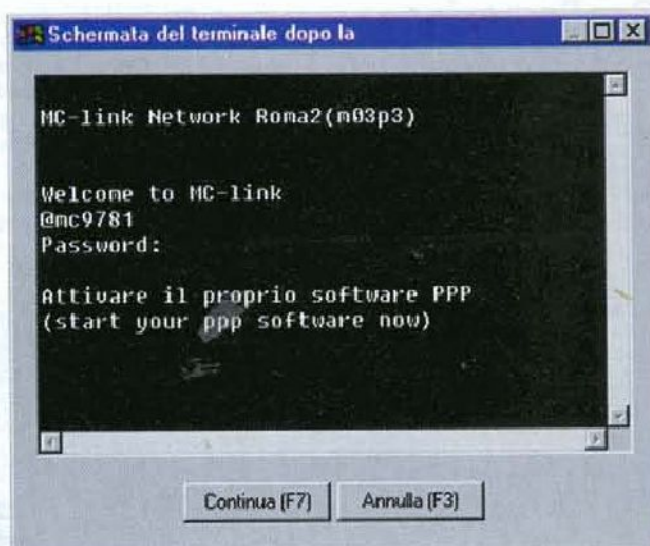 Schermata del terminale dopo la
MC-link Network Roma2(m03p3)
Welcome to MC-link
@mc9781
Password:
Attivare il proprio software PPP
(start your ppp software now)
Continua (F7)
Annulla (F3)